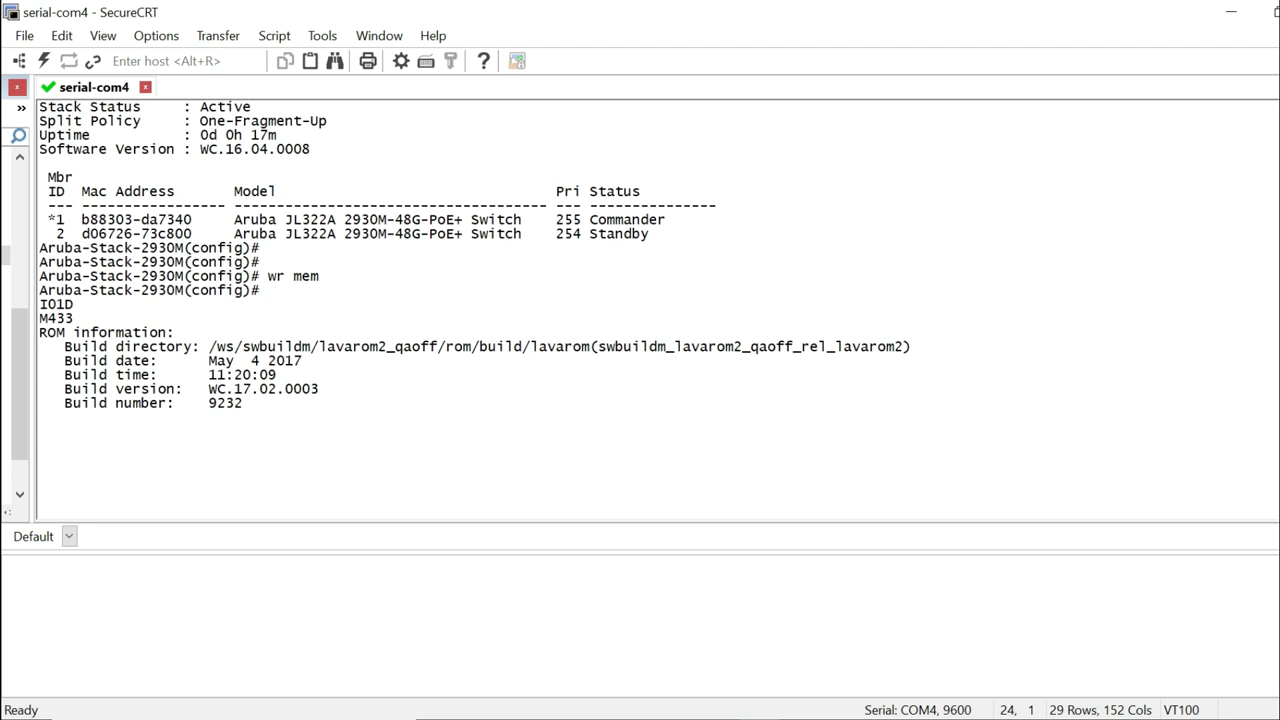 serial-com4 - SecureCRT
File Edit View Options Transfer Script Tools Window Help
Enter host <Alt+R>
serial-com4
Stack Status     : Active
Split Policy     : One-Fragment-Up
Uptime           : 0d 0h 17m
Software Version : WC.16.04.0008
Mbr
ID  Mac Address       Model                                 Pri Status
--- ----------------- ------------------------------------- --- ---------------
*1  b88303-da7340     Aruba JL322A 2930M-48G-PoE+ Switch    255 Commander
2  d06726-73c800     Aruba JL322A 2930M-48G-PoE+ Switch    254 Standby
Aruba-Stack-2930M(config)#
Aruba-Stack-2930M(config)#
Aruba-Stack-2930M(config)# wr mem
Aruba-Stack-2930M(config)#
I01D
M433
ROM information:
Build directory: /ws/swbuildm/lavarom2_qaoff/rom/build/lavarom(swbuildm_lavarom2_qaoff_rel_lavarom2)
Build date:      May  4 2017
Build time:      11:20:09
Build version:   WC.17.02.0003
Build number:    9232
Default
Ready Serial: COM4, 9600 24, 1 29 Rows, 152 Cols VT100